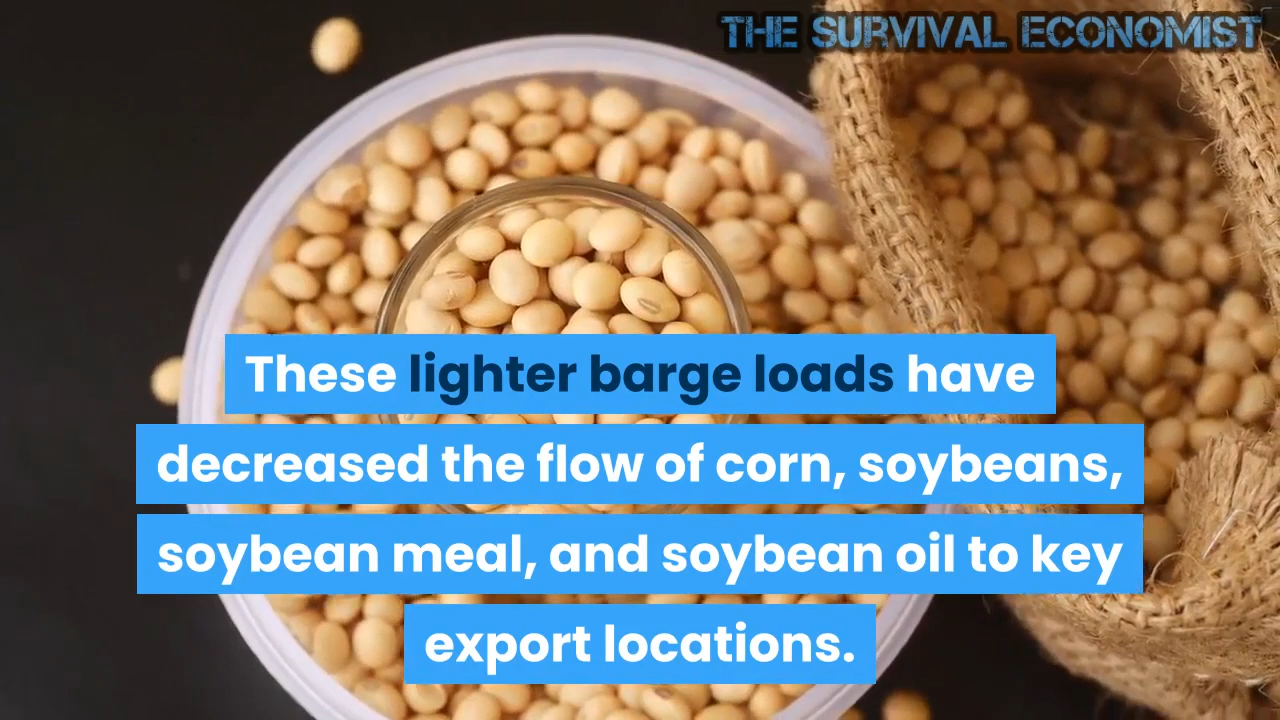 THE SURVIVAL ECONOMIST
These lighter barge loads have
decreased the flow of corn, soybeans,
soybean meal, and soybean oil to key
export locations.